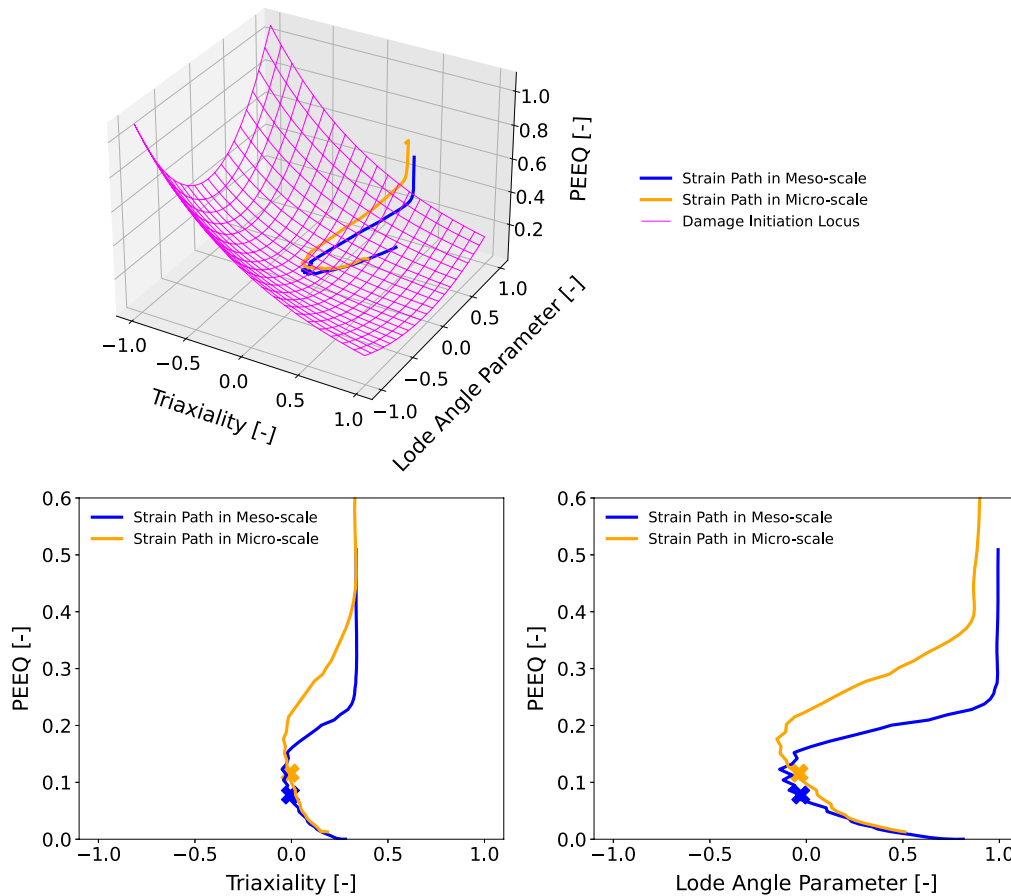 1.0
0.8
0.6
0.4
0.2
PEEQ [-]
Strain Path in Meso-scale
Strain Path in Micro-scale
Damage Initiation Locus
1.0
0.5
0.0
−0.5
−1.0
Lode Angle Parameter [-]
−1.0
−0.5
0.0
0.5
1.0
Triaxiality [-]
0.6
0.5
0.4
0.3
0.2
0.1
0.0
PEEQ [-]
Strain Path in Meso-scale
Strain Path in Micro-scale
−1.0 −0.5 0.0 0.5 1.0
Triaxiality [-]
0.6
0.5
0.4
0.3
0.2
0.1
0.0
PEEQ [-]
Strain Path in Meso-scale
Strain Path in Micro-scale
−1.0 −0.5 0.0 0.5 1.0
Lode Angle Parameter [-]